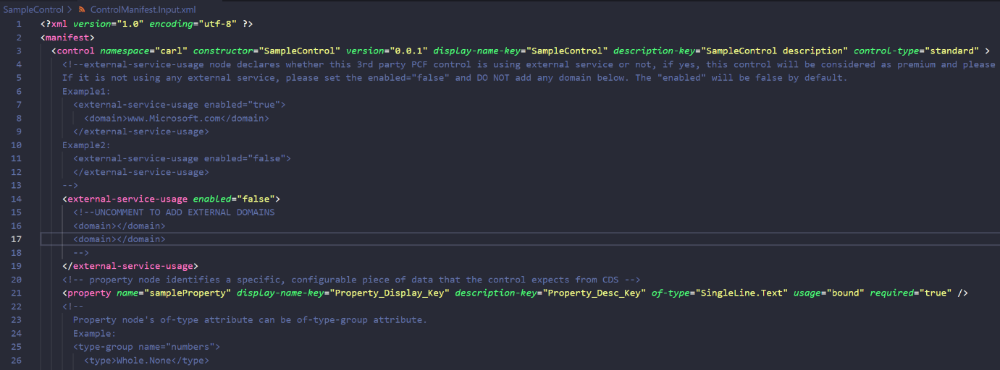 SampleControl > ControlManifest.Input.xml
1 <?xml version="1.0" encoding="utf-8" ?>
2 <manifest>
3 <control namespace="carl" constructor="SampleControl" version="0.0.1" display-name-key="SampleControl" description-key="SampleControl description" control-type="standard" >
4 <!--external-service-usage node declares whether this 3rd party PCF control is using external service or not, if yes, this control will be considered as premium and please
5 If it is not using any external service, please set the enabled="false" and DO NOT add any domain below. The "enabled" will be false by default.
6 Example1:
7 <external-service-usage enabled="true">
8 <domain>www.Microsoft.com</domain>
9 </external-service-usage>
10 Example2:
11 <external-service-usage enabled="false">
12 </external-service-usage>
13 -->
14 <external-service-usage enabled="false">
15 <!--UNCOMMENT TO ADD EXTERNAL DOMAINS
16 <domain></domain>
17 <domain></domain>
18 -->
19 </external-service-usage>
20 <!-- property node identifies a specific, configurable piece of data that the control expects from CDS -->
21 <property name="sampleProperty" display-name-key="Property_Display_Key" description-key="Property_Desc_Key" of-type="SingleLine.Text" usage="bound" required="true" />
22 <!--
23 Property node's of-type attribute can be of-type-group attribute.
24 Example:
25 <type-group name="numbers">
26 <type>Whole.None</type>